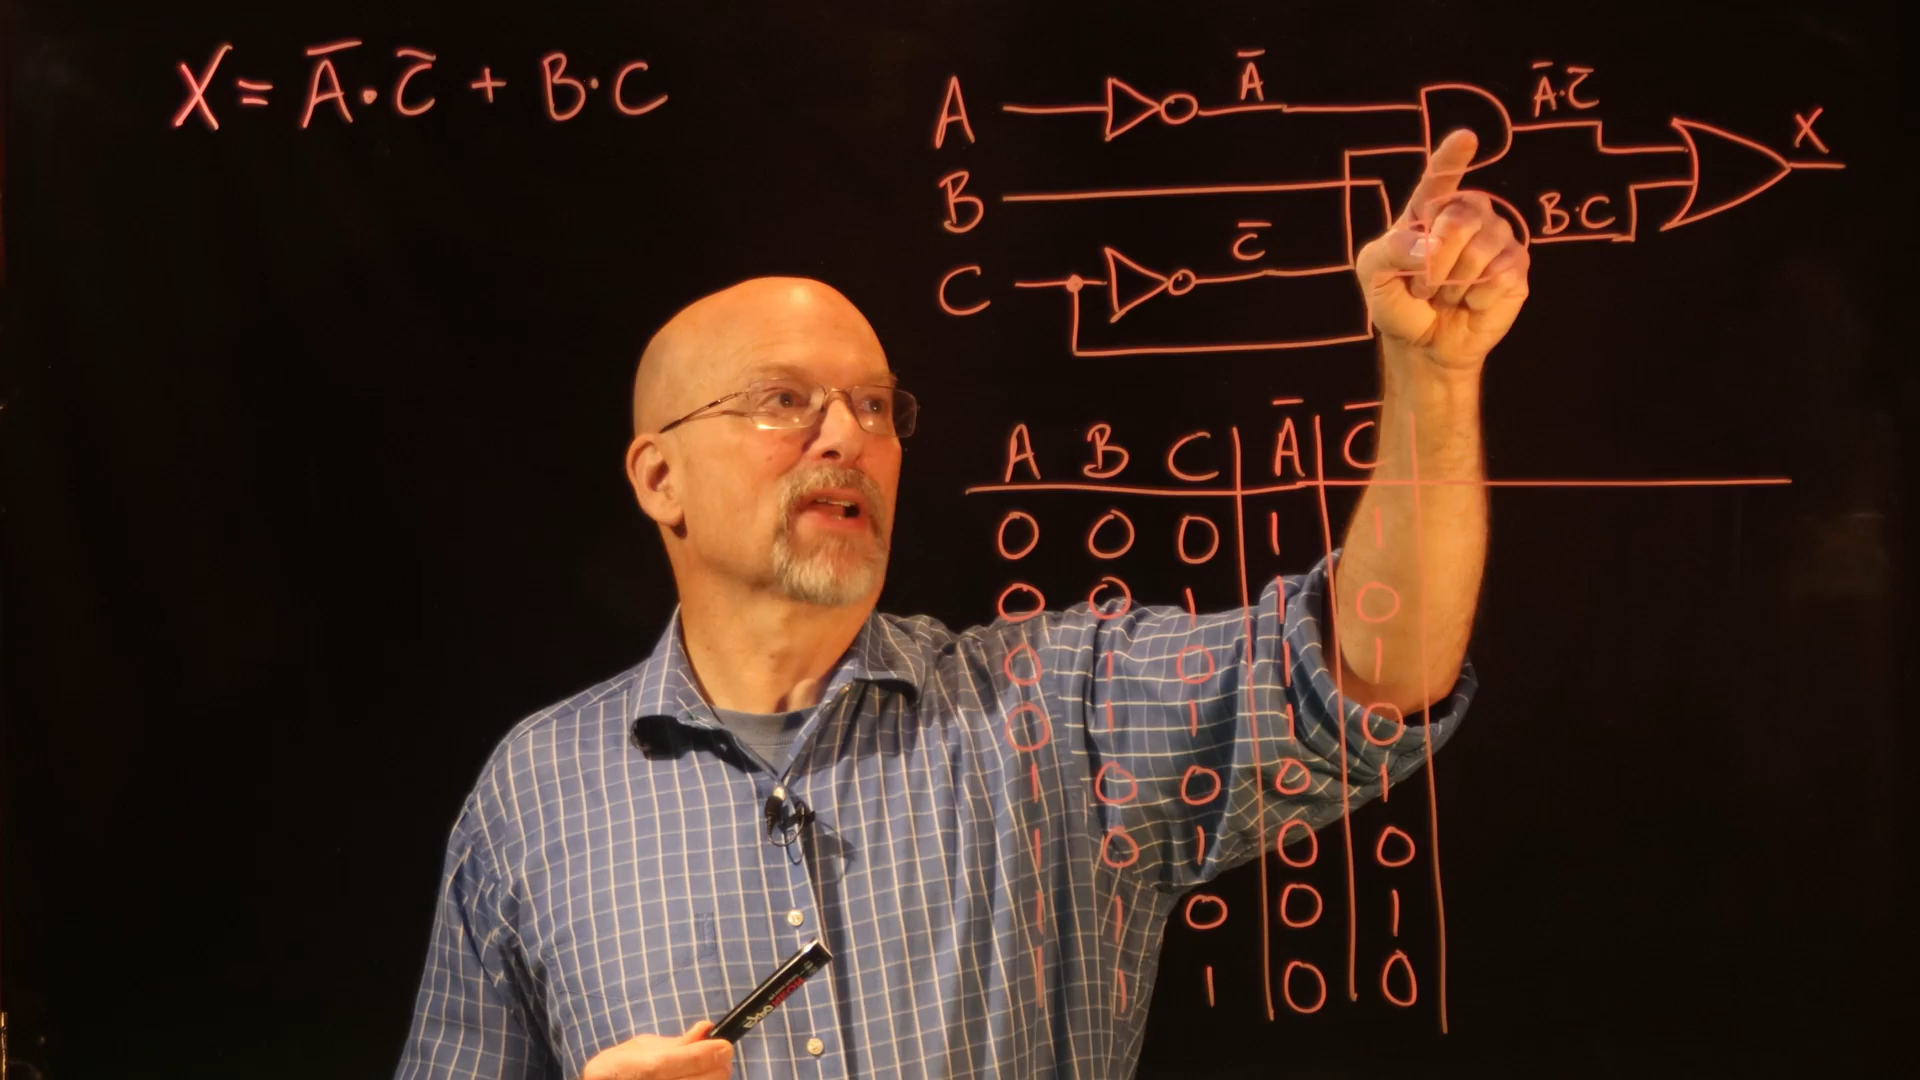 X = A̅·C̅ + B·C
A A̅ A̅·C̅ X
B B·C
C C̅
A B C A̅ C̅
0 0 0 1 1
0 0 1 1 0
0 1 0 1 1
0 1 1 1 0
1 0 0 0 1
1 0 1 0 0
1 1 0 0 1
1 1 1 0 0
EXPO